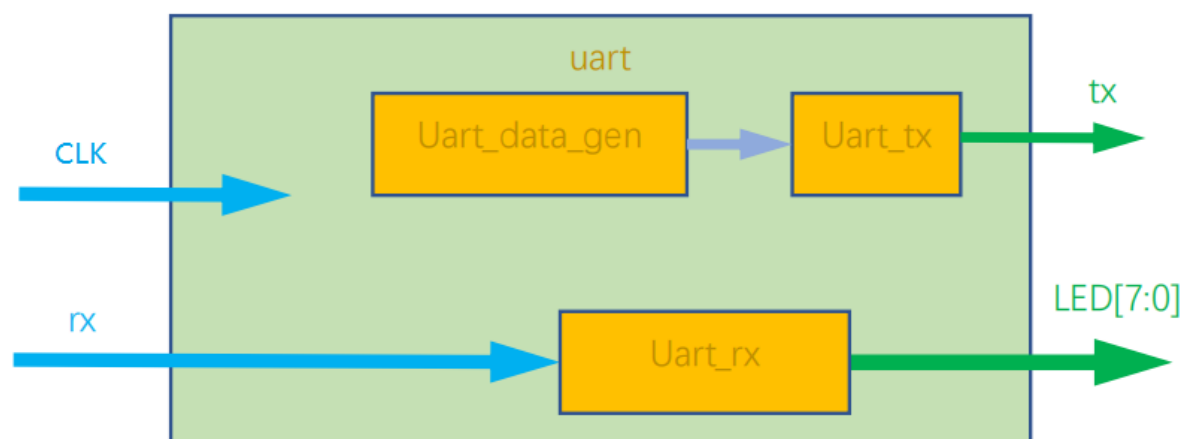 uart
tx
Uart_data_gen
Uart_tx
CLK
LED[7:0]
rx
Uart_rx